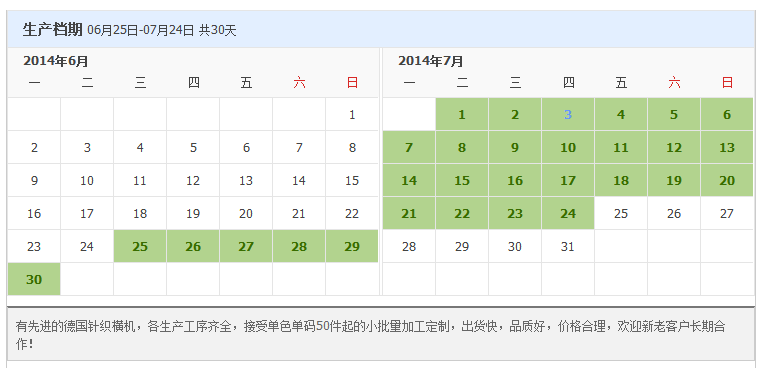 生产档期 06月25日-07月24日 共30天
2014年6月 2014年7月
一 二 三 四 五 六 日 一 二 三 四 五 六 日
1 1 2 3 4 5 6
2 3 4 5 6 7 8 7 8 9 10 11 12 13
9 10 11 12 13 14 15 14 15 16 17 18 19 20
16 17 18 19 20 21 22 21 22 23 24 25 26 27
23 24 25 26 27 28 29 28 29 30 31
30
有先进的德国针织横机，各生产工序齐全，接受单色单码50件起的小批量加工定制，出货快，品质好，价格合理，欢迎新老客户长期合
作！